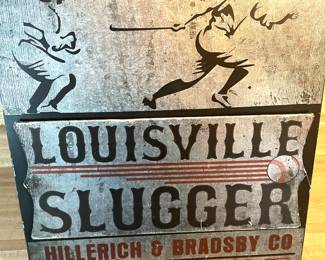 LOUISVILLE
SLUGGER
HILLERICH & BRADSBY CO